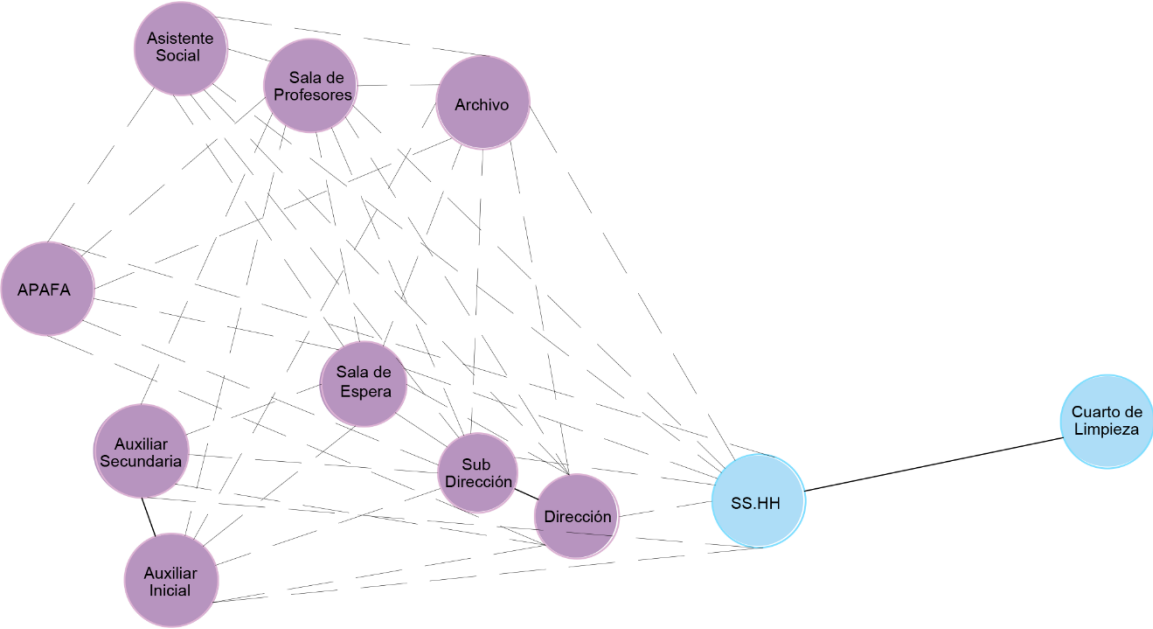 Asistente
Social
Sala de
Profesores
Archivo
APAFA
Sala de
Espera
Auxiliar
Secundaria
Sub
Dirección
Dirección
SS.HH
Cuarto de
Limpieza
Auxiliar
Inicial